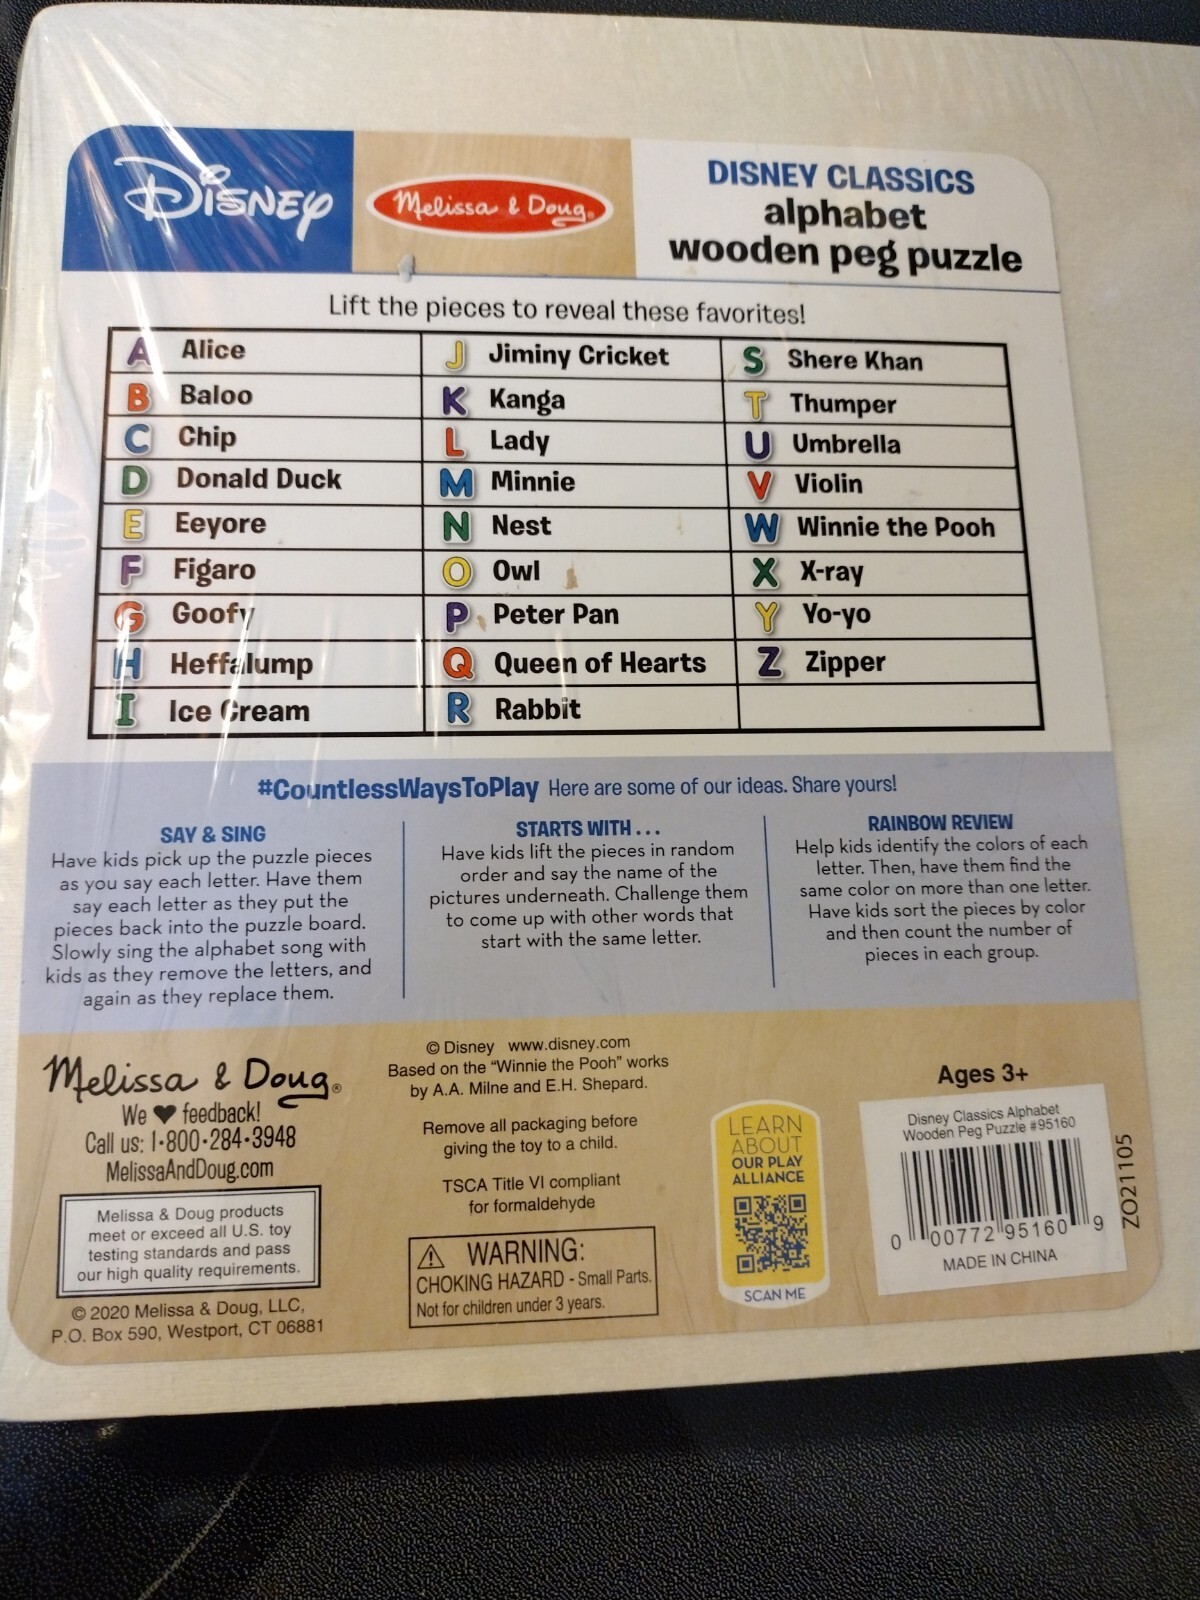 Disney
Melissa & Doug®
DISNEY CLASSICS
alphabet
wooden peg puzzle
Lift the pieces to reveal these favorites!
A Alice
B Baloo
C Chip
D Donald Duck
E Eeyore
F Figaro
G Goofy
H Heffalump
I Ice Cream
J Jiminy Cricket
K Kanga
L Lady
M Minnie
N Nest
O Owl
P Peter Pan
Q Queen of Hearts
R Rabbit
S Shere Khan
T Thumper
U Umbrella
V Violin
W Winnie the Pooh
X X-ray
Y Yo-yo
Z Zipper
#CountlessWaysToPlay Here are some of our ideas. Share yours!
SAY & SING
Have kids pick up the puzzle pieces
as you say each letter. Have them
say each letter as they put the
pieces back into the puzzle board.
Slowly sing the alphabet song with
kids as they remove the letters, and
again as they replace them.
STARTS WITH . . .
Have kids lift the pieces in random
order and say the name of the
pictures underneath. Challenge them
to come up with other words that
start with the same letter.
RAINBOW REVIEW
Help kids identify the colors of each
letter. Then, have them find the
same color on more than one letter.
Have kids sort the pieces by color
and then count the number of
pieces in each group.
Melissa & Doug®
We ♥ feedback!
Call us: 1-800-284-3948
MelissaAndDoug.com
Melissa & Doug products
meet or exceed all U.S. toy
testing standards and pass
our high quality requirements.
© 2020 Melissa & Doug, LLC,
P.O. Box 590, Westport, CT 06881
© Disney www.disney.com
Based on the “Winnie the Pooh” works
by A.A. Milne and E.H. Shepard.
Remove all packaging before
giving the toy to a child.
TSCA Title VI compliant
for formaldehyde
⚠ WARNING:
CHOKING HAZARD - Small Parts.
Not for children under 3 years.
LEARN
ABOUT
OUR PLAY
ALLIANCE
SCAN ME
Ages 3+
Disney Classics Alphabet
Wooden Peg Puzzle #95160
0 00772 95160 9
MADE IN CHINA
ZO21105